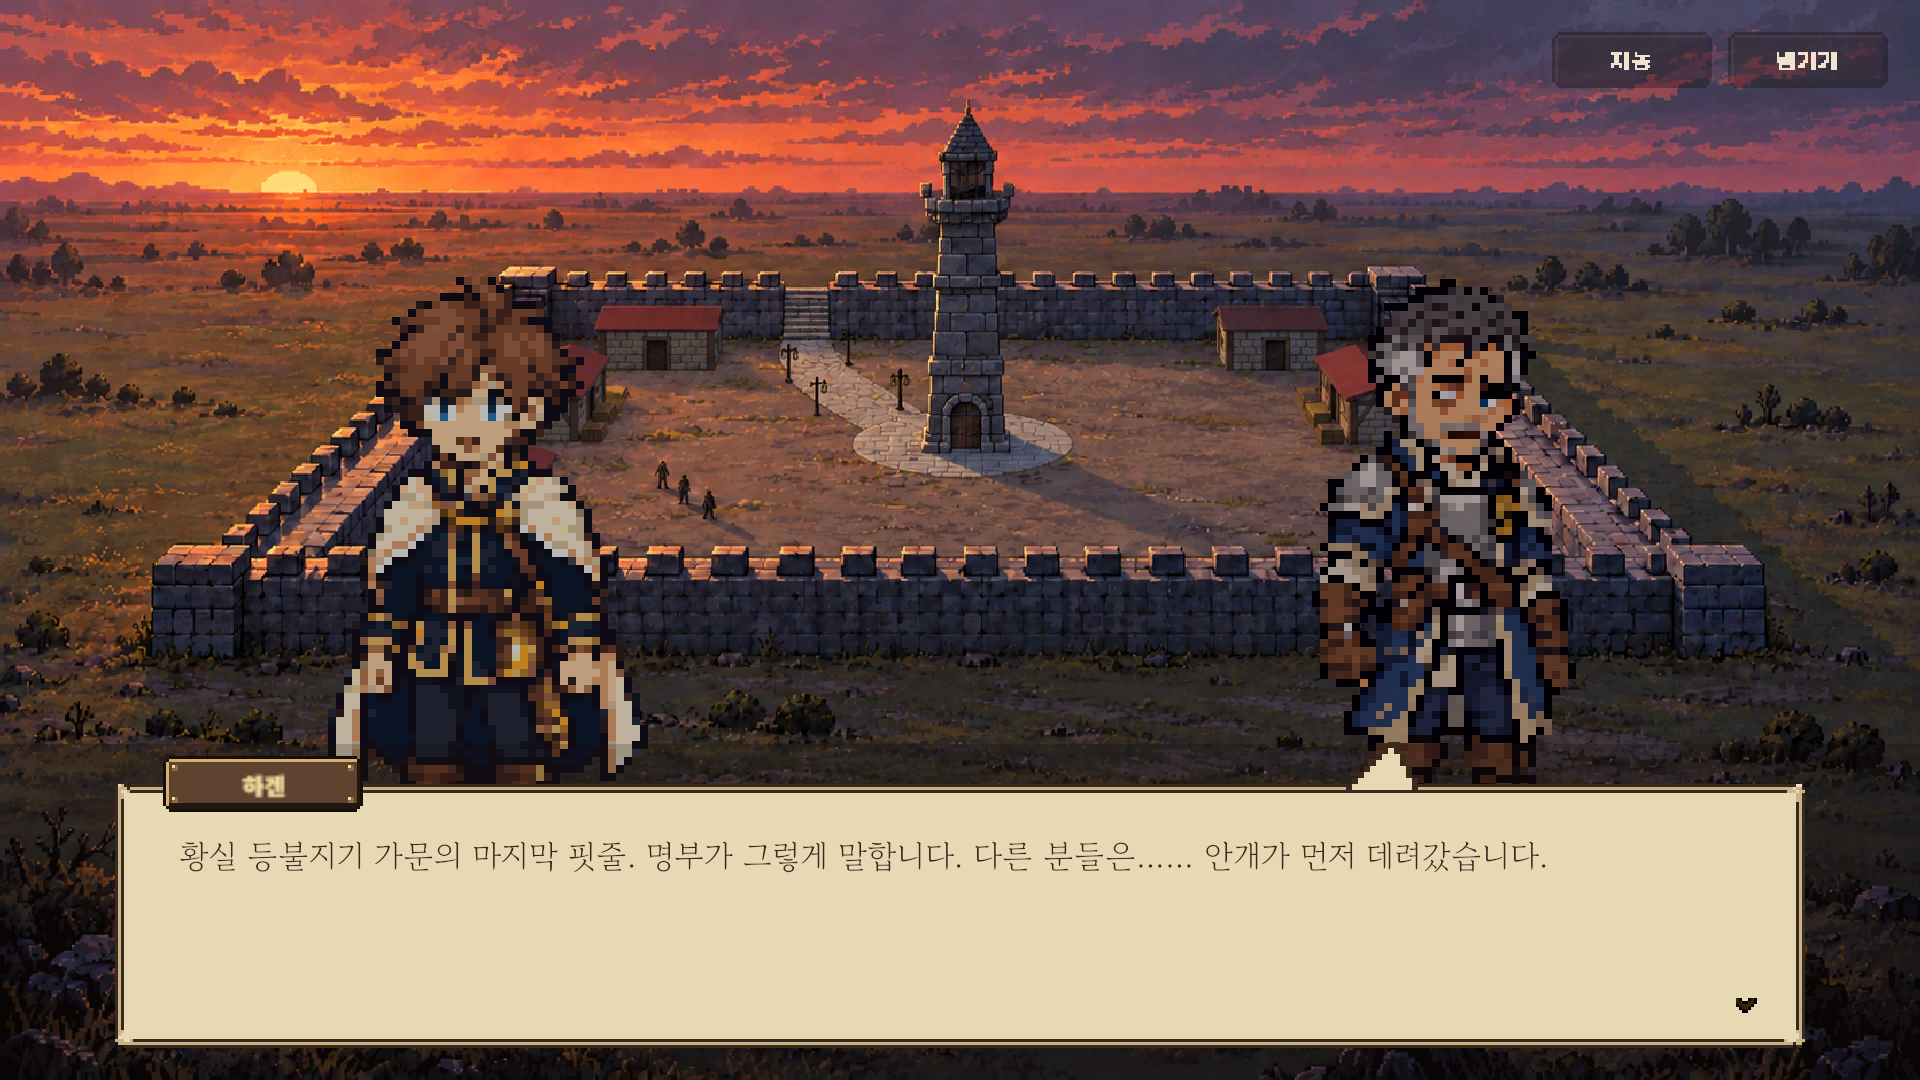 자동
넘기기
하겐
황실 등불지기 가문의 마지막 핏줄. 명부가 그렇게 말합니다. 다른 분들은…… 안개가 먼저 데려갔습니다.